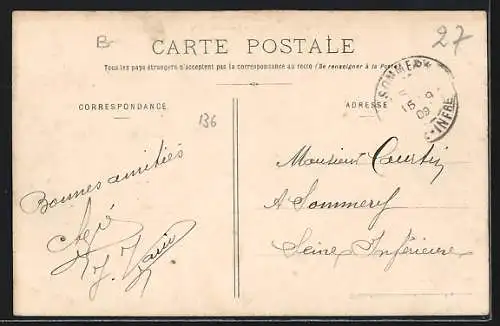 B
27
CARTE POSTALE
Tous les pays étrangers n'acceptent pas la correspondance au recto (Se renseigner à la Poste)
SOMMERY
15-9
09
INFRE
CORRESPONDANCE
ADRESSE
136
Bonnes amitiés
Monsieur Courtin
A Sommery
Seine Inférieure